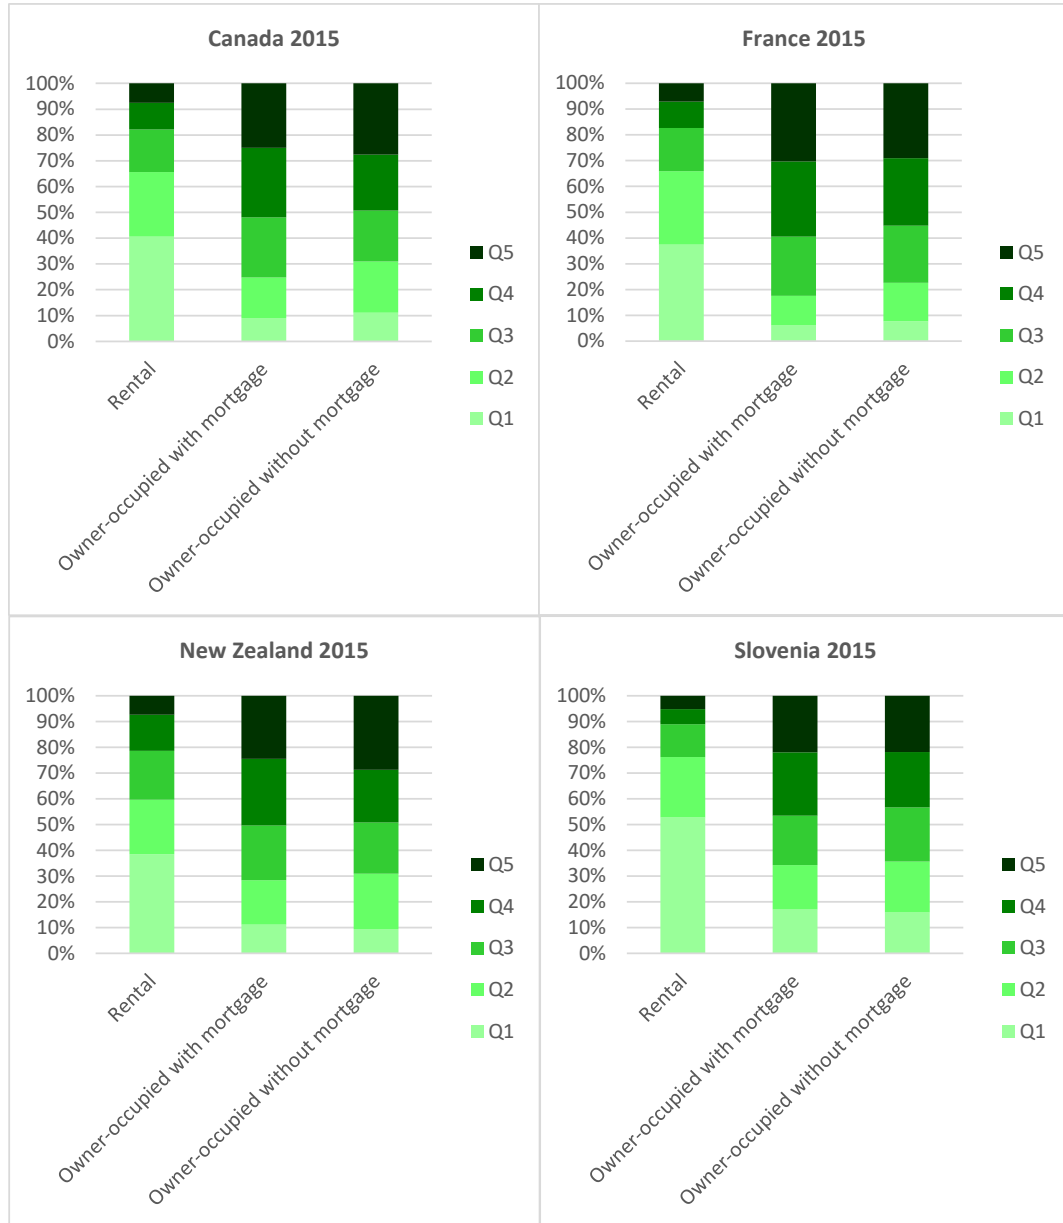 Canada 2015
100%
90%
80%
70%
60%
50%
40%
30%
20%
10%
0%
Rental
Owner-occupied with mortgage
Owner-occupied without mortgage
Q5
Q4
Q3
Q2
Q1
France 2015
100%
90%
80%
70%
60%
50%
40%
30%
20%
10%
0%
Rental
Owner-occupied with mortgage
Owner-occupied without mortgage
Q5
Q4
Q3
Q2
Q1
New Zealand 2015
100%
90%
80%
70%
60%
50%
40%
30%
20%
10%
0%
Rental
Owner-occupied with mortgage
Owner-occupied without mortgage
Q5
Q4
Q3
Q2
Q1
Slovenia 2015
100%
90%
80%
70%
60%
50%
40%
30%
20%
10%
0%
Rental
Owner-occupied with mortgage
Owner-occupied without mortgage
Q5
Q4
Q3
Q2
Q1